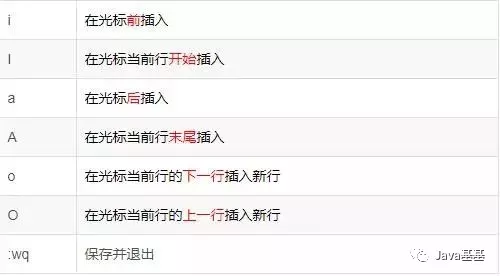 i 在光标前插入
I 在光标当前行开始插入
a 在光标后插入
A 在光标当前行末尾插入
o 在光标当前行的下一行插入新行
O 在光标当前行的上一行插入新行
:wq 保存并退出
Java基基